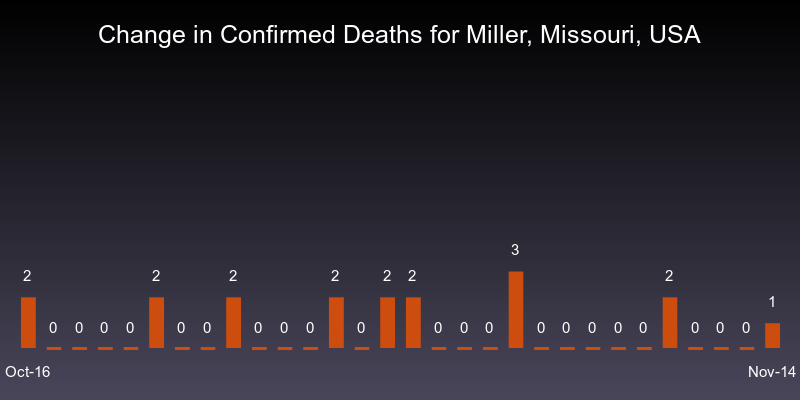 Change in Confirmed Deaths for Miller, Missouri, USA
3
2 2 2 2 2 2 2
1
0 0 0 0 0 0 0 0 0 0 0 0 0 0 0 0 0 0 0 0 0
Oct-16 Nov-14